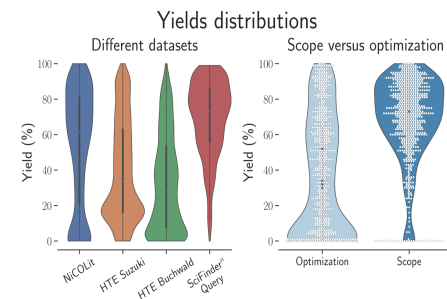 Yields distributions
Different datasets
Yield (%)
100
80
60
40
20
0
NiCOLit
HTE Suzuki
HTE Buchwald
SciFinder
Query
Scope versus optimization
Yield (%)
100
80
60
40
20
0
Optimization
Scope